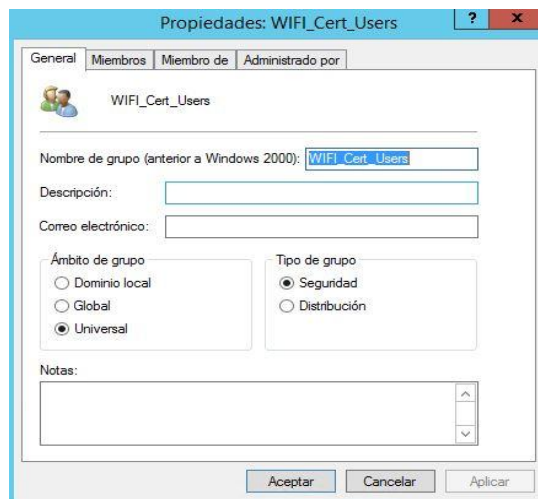 Propiedades: WIFI_Cert_Users
? x
General Miembros Miembro de Administrado por
WIFI_Cert_Users
Nombre de grupo (anterior a Windows 2000): WIFI_Cert_Users
Descripción:
Correo electrónico:
Ámbito de grupo
Dominio local
Global
Universal
Tipo de grupo
Seguridad
Distribución
Notas:
Aceptar Cancelar Aplicar